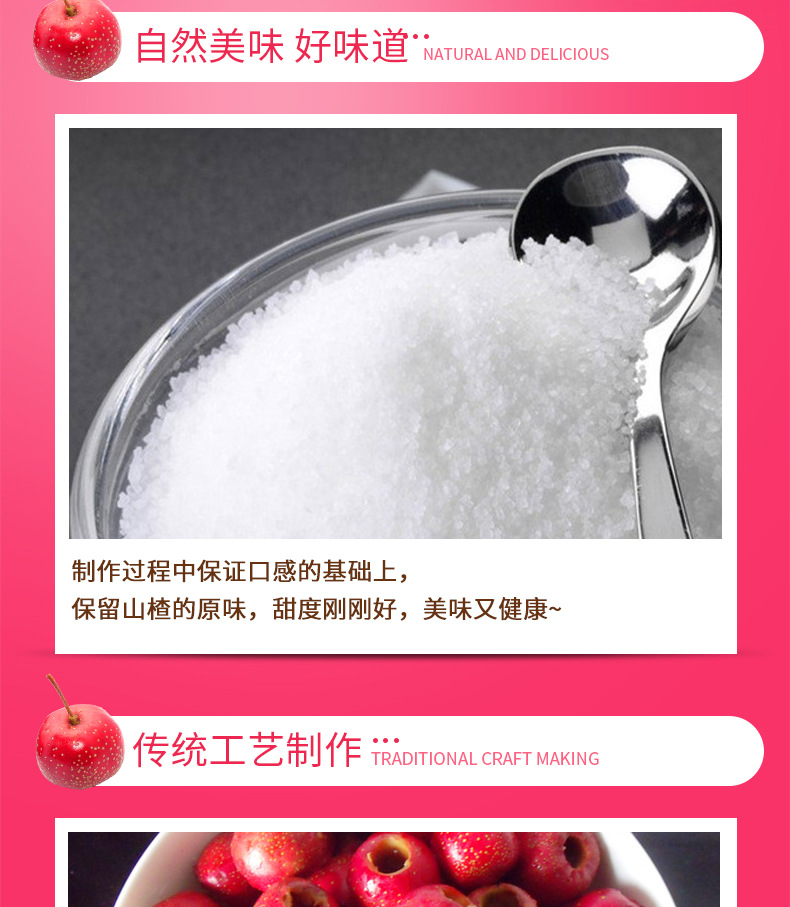 自然美味 好味道··· NATURAL AND DELICIOUS
制作过程中保证口感的基础上，
保留山楂的原味，甜度刚刚好，美味又健康~
传统工艺制作 ··· TRADITIONAL CRAFT MAKING